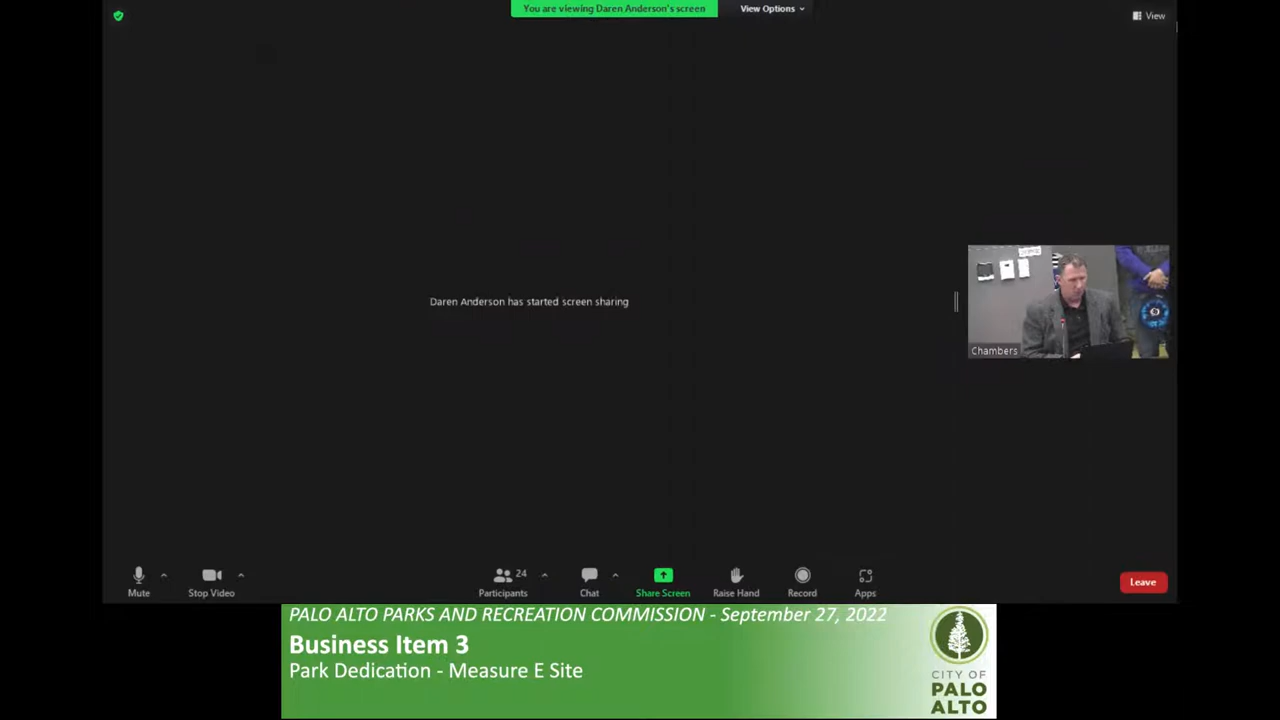 You are viewing Daren Anderson's screen
View Options
View
Daren Anderson has started screen sharing
Chambers
24
Mute
Stop Video
Participants
Chat
Share Screen
Raise Hand
Record
Apps
Leave
PALO ALTO PARKS AND RECREATION COMMISSION - September 27, 2022
Business Item 3
Park Dedication - Measure E Site
CITY OF
PALO
ALTO